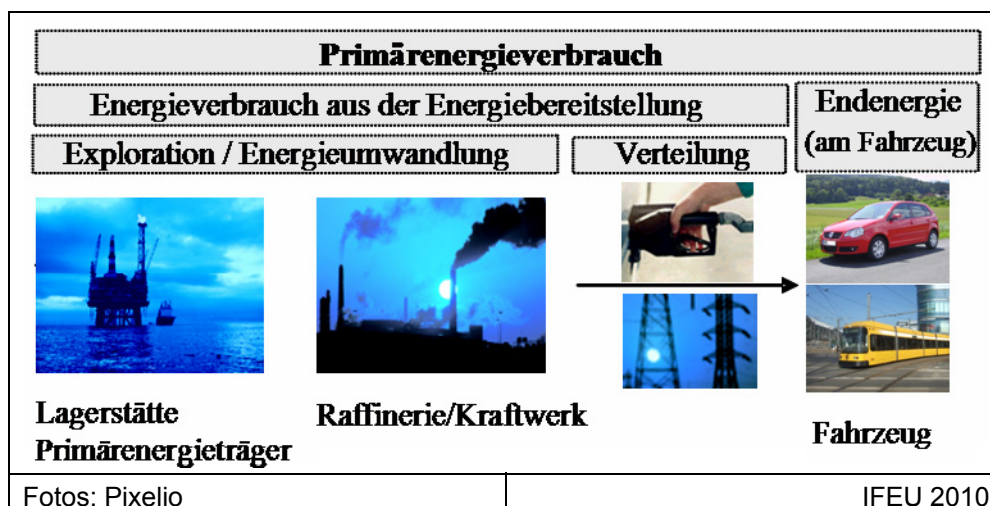 Primärenergieverbrauch
Energieverbrauch aus der Energiebereitstellung
Endenergie
(am Fahrzeug)
Exploration / Energieumwandlung
Verteilung
Lagerstätte
Primärenergieträger
Raffinerie/Kraftwerk
Fahrzeug
Fotos: Pixelio
IFEU 2010